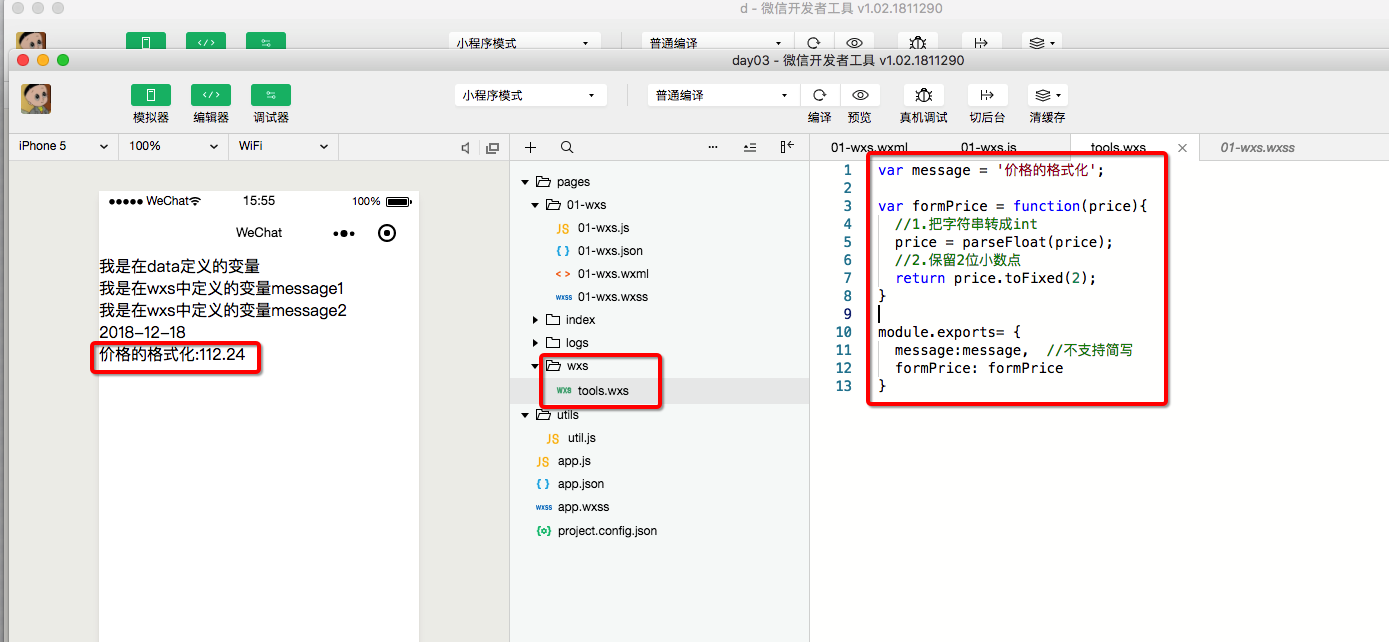 d - 微信开发者工具 v1.02.1811290
小程序模式
普通编译
day03 - 微信开发者工具 v1.02.1811290
小程序模式
普通编译
模拟器
编辑器
调试器
编译
预览
真机调试
切后台
清缓存
iPhone 5
100%
WiFi
01-wxs.wxml
01-wxs.js
tools.wxs
01-wxs.wxss
WeChat
15:55
100%
WeChat
我是在data定义的变量
我是在wxs中定义的变量message1
我是在wxs中定义的变量message2
2018-12-18
价格的格式化:112.24
pages
01-wxs
JS 01-wxs.js
{ } 01-wxs.json
< > 01-wxs.wxml
wxss 01-wxs.wxss
index
logs
wxs
WXS tools.wxs
utils
JS util.js
JS app.js
{ } app.json
wxss app.wxss
{o} project.config.json
1 var message = '价格的格式化';
2
3 var formPrice = function(price){
4 //1.把字符串转成int
5 price = parseFloat(price);
6 //2.保留2位小数点
7 return price.toFixed(2);
8 }
9
10 module.exports= {
11 message:message, //不支持简写
12 formPrice: formPrice
13 }